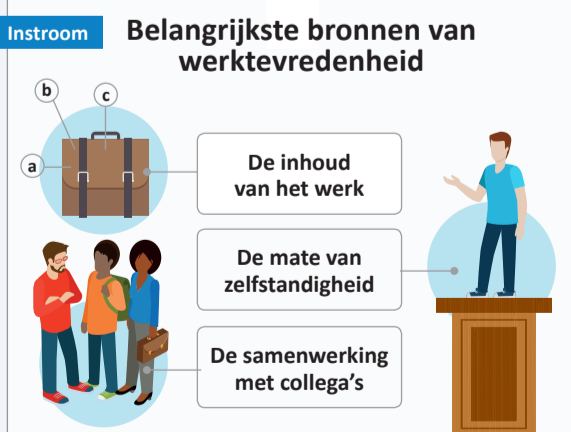 Instroom
Belangrijkste bronnen van
werktevredenheid
b
c
a
De inhoud
van het werk
De mate van
zelfstandigheid
De samenwerking
met collega's